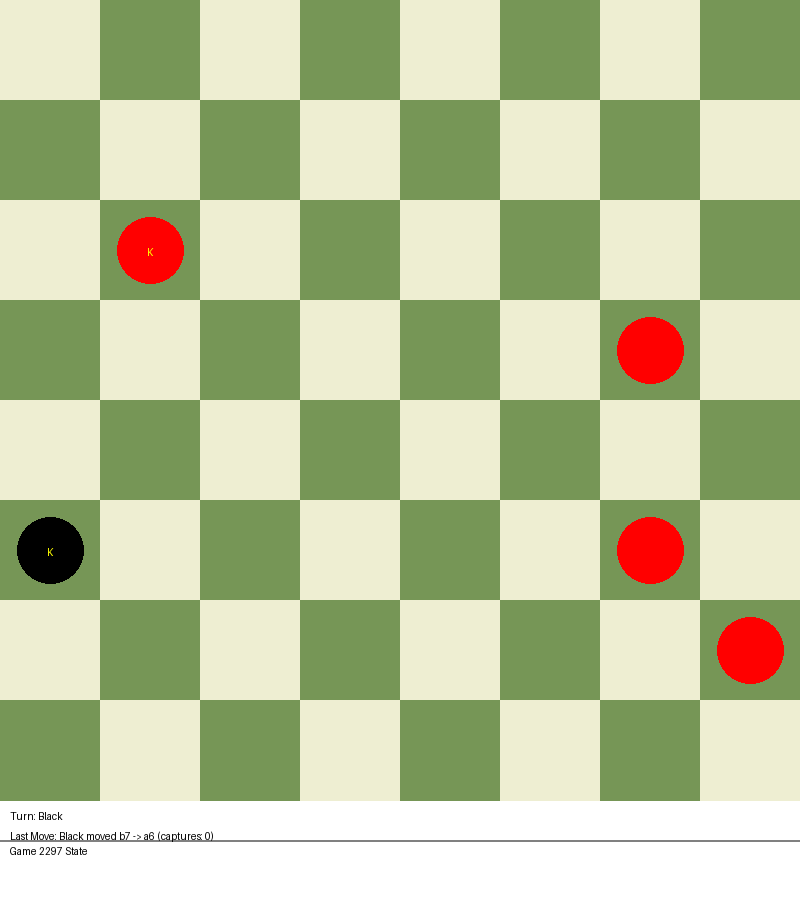 K
K
Turn: Black
Last Move: Black moved b7 -> a6 (captures: 0)
Game 2297 State